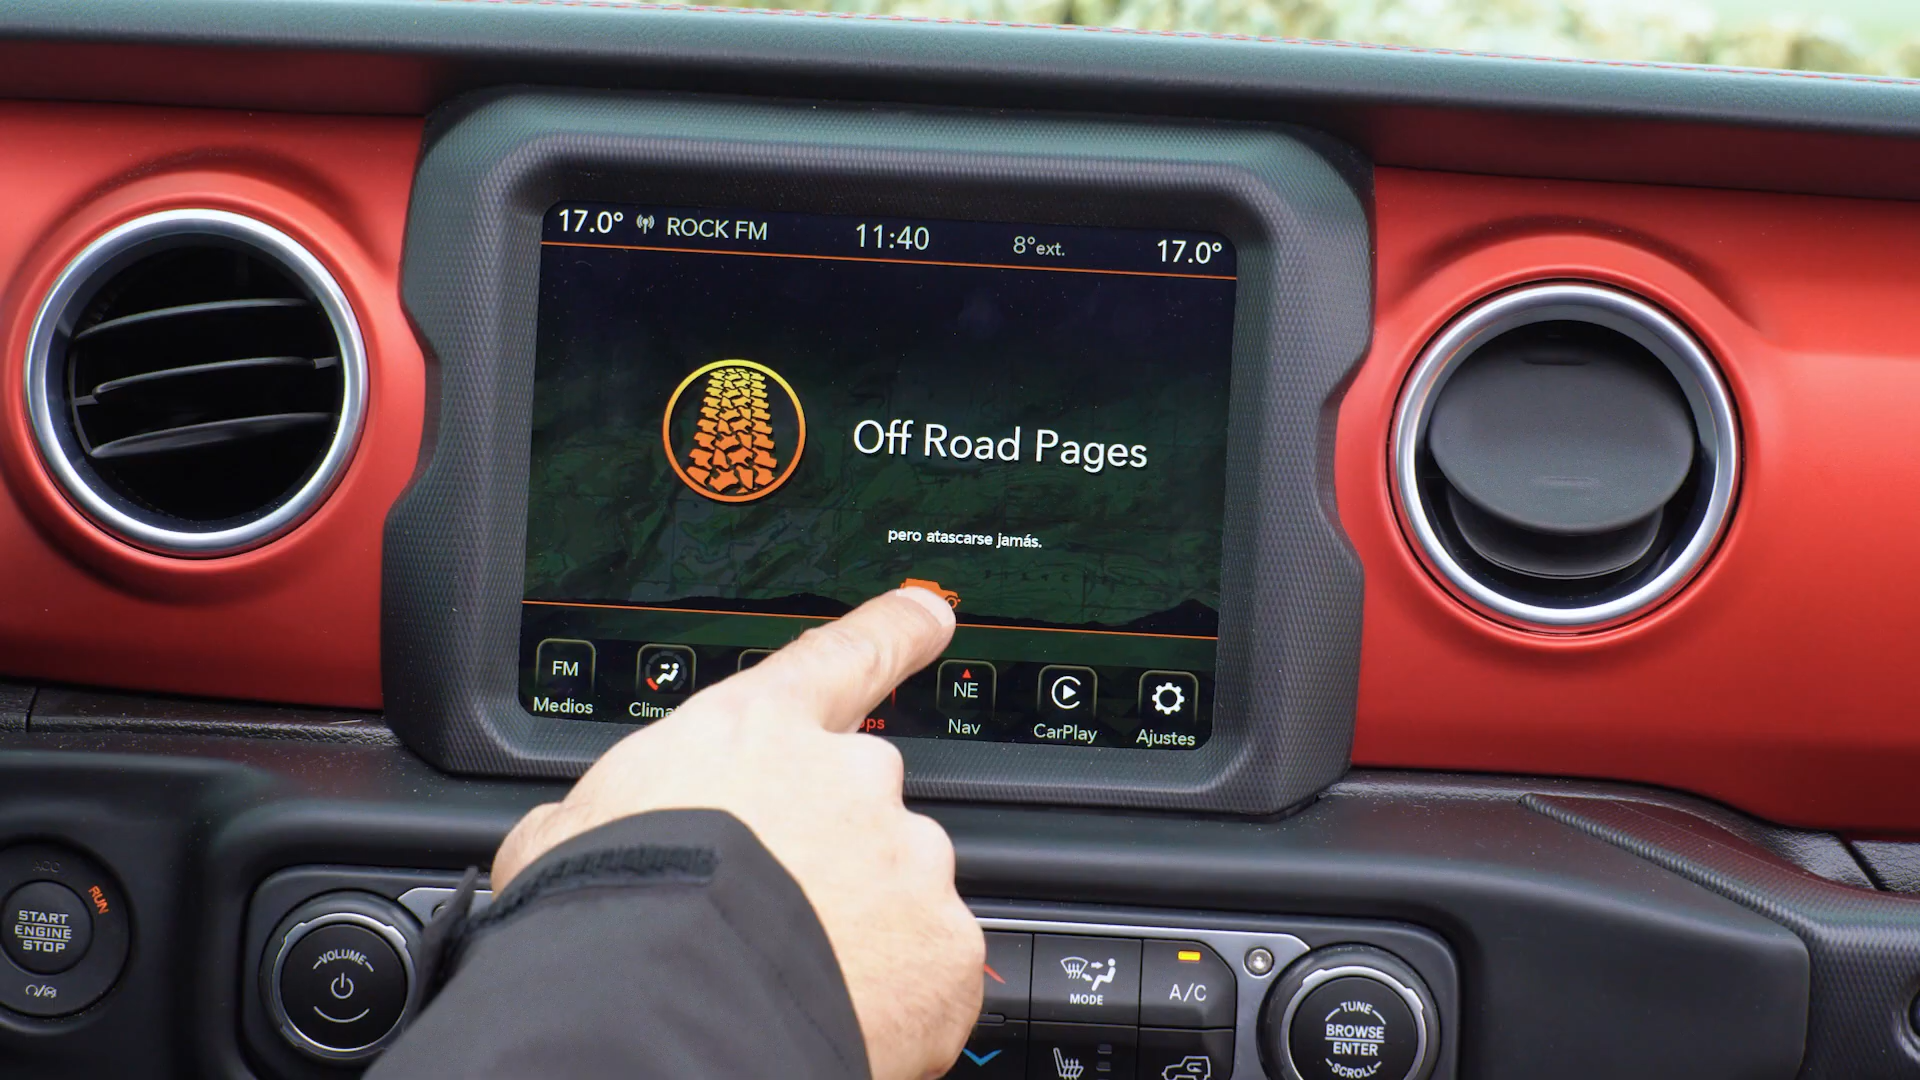 17.0° ROCK FM 11:40 8°ext. 17.0°
Off Road Pages
pero atascarse jamás.
FM
NE
Medios
Nav
CarPlay
Ajustes
RUN
START
ENGINE
STOP
VOLUME
MODE
A/C
TUNE
BROWSE
ENTER
SCROLL